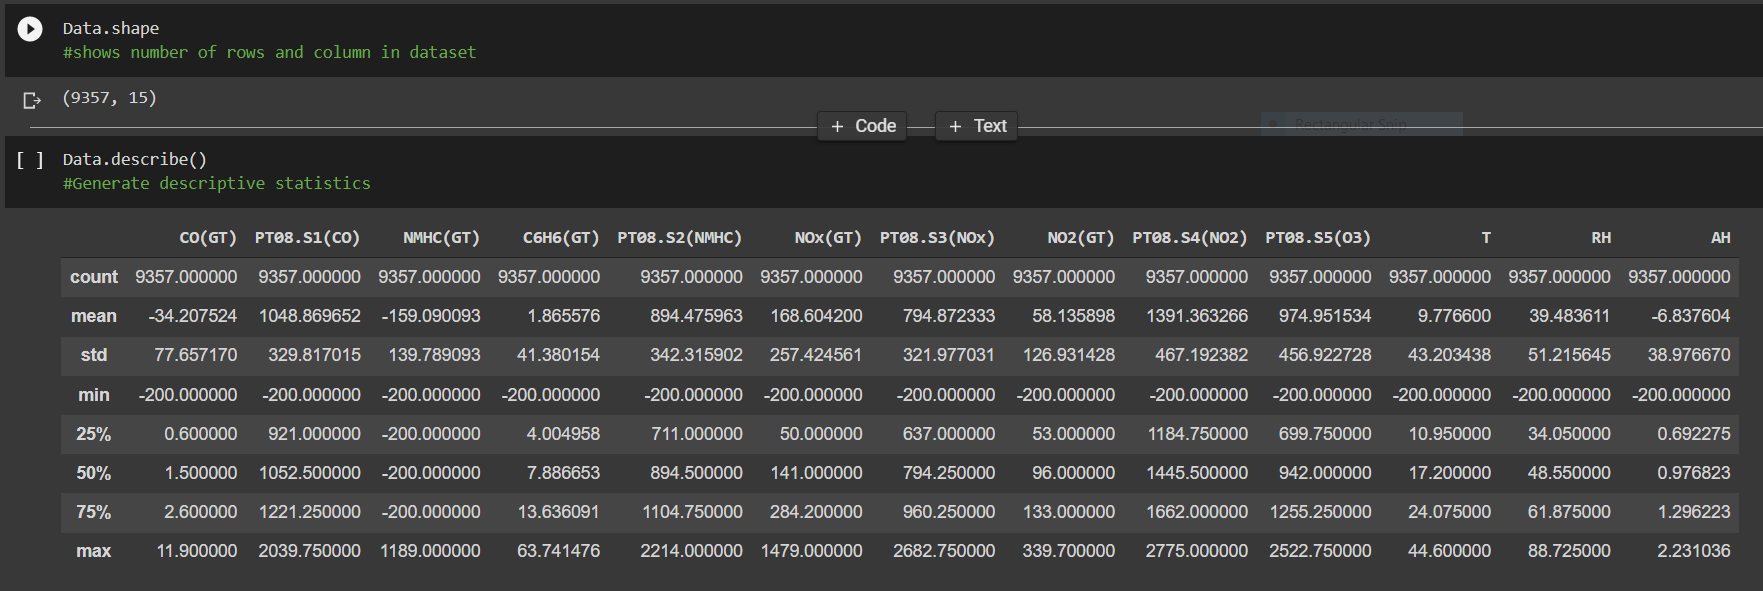 Data.shape
#shows number of rows and column in dataset
(9357, 15)
+ Code + Text
Rectangular Snip
[ ] Data.describe()
#Generate descriptive statistics
CO(GT) PT08.S1(CO) NMHC(GT) C6H6(GT) PT08.S2(NMHC) NOx(GT) PT08.S3(NOx) NO2(GT) PT08.S4(NO2) PT08.S5(O3) T RH AH
count 9357.000000 9357.000000 9357.000000 9357.000000 9357.000000 9357.000000 9357.000000 9357.000000 9357.000000 9357.000000 9357.000000 9357.000000 9357.000000
mean -34.207524 1048.869652 -159.090093 1.865576 894.475963 168.604200 794.872333 58.135898 1391.363266 974.951534 9.776600 39.483611 -6.837604
std 77.657170 329.817015 139.789093 41.380154 342.315902 257.424561 321.977031 126.931428 467.192382 456.922728 43.203438 51.215645 38.976670
min -200.000000 -200.000000 -200.000000 -200.000000 -200.000000 -200.000000 -200.000000 -200.000000 -200.000000 -200.000000 -200.000000 -200.000000 -200.000000
25% 0.600000 921.000000 -200.000000 4.004958 711.000000 50.000000 637.000000 53.000000 1184.750000 699.750000 10.950000 34.050000 0.692275
50% 1.500000 1052.500000 -200.000000 7.886653 894.500000 141.000000 794.250000 96.000000 1445.500000 942.000000 17.200000 48.550000 0.976823
75% 2.600000 1221.250000 -200.000000 13.636091 1104.750000 284.200000 960.250000 133.000000 1662.000000 1255.250000 24.075000 61.875000 1.296223
max 11.900000 2039.750000 1189.000000 63.741476 2214.000000 1479.000000 2682.750000 339.700000 2775.000000 2522.750000 44.600000 88.725000 2.231036